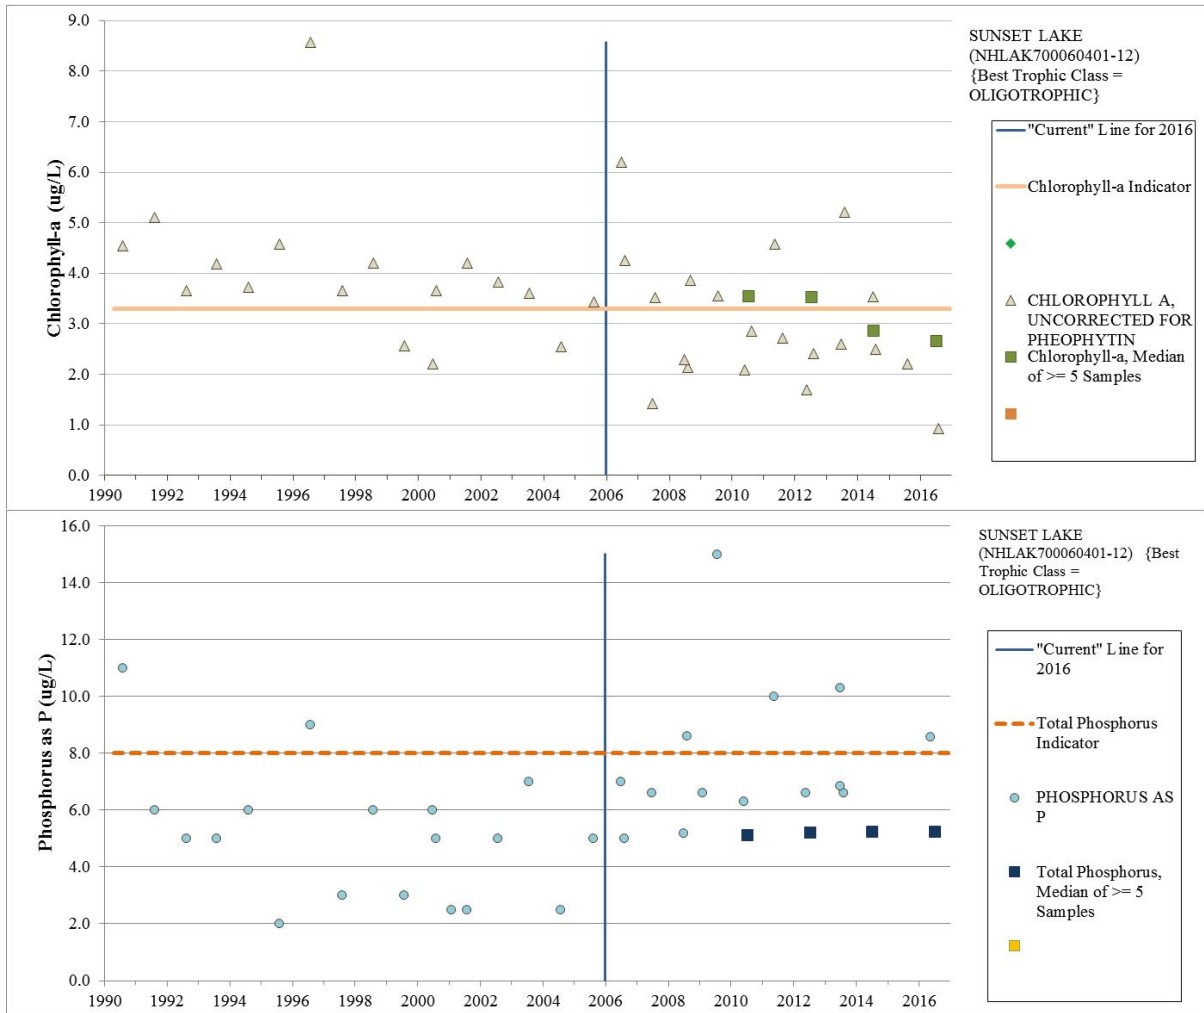 9.0
8.0
7.0
6.0
5.0
4.0
3.0
2.0
1.0
0.0
Chlorophyll-a (ug/L)
1990 1992 1994 1996 1998 2000 2002 2004 2006 2008 2010 2012 2014 2016
SUNSET LAKE
(NHLAK700060401-12)
{Best Trophic Class =
OLIGOTROPHIC}
"Current" Line for 2016
Chlorophyll-a Indicator
CHLOROPHYLL A,
UNCORRECTED FOR
PHEOPHYTIN
Chlorophyll-a, Median
of >= 5 Samples
16.0
14.0
12.0
10.0
8.0
6.0
4.0
2.0
0.0
Phosphorus as P (ug/L)
1990 1992 1994 1996 1998 2000 2002 2004 2006 2008 2010 2012 2014 2016
SUNSET LAKE
(NHLAK700060401-12) {Best
Trophic Class =
OLIGOTROPHIC}
"Current" Line for
2016
Total Phosphorus
Indicator
PHOSPHORUS AS
P
Total Phosphorus,
Median of >= 5
Samples